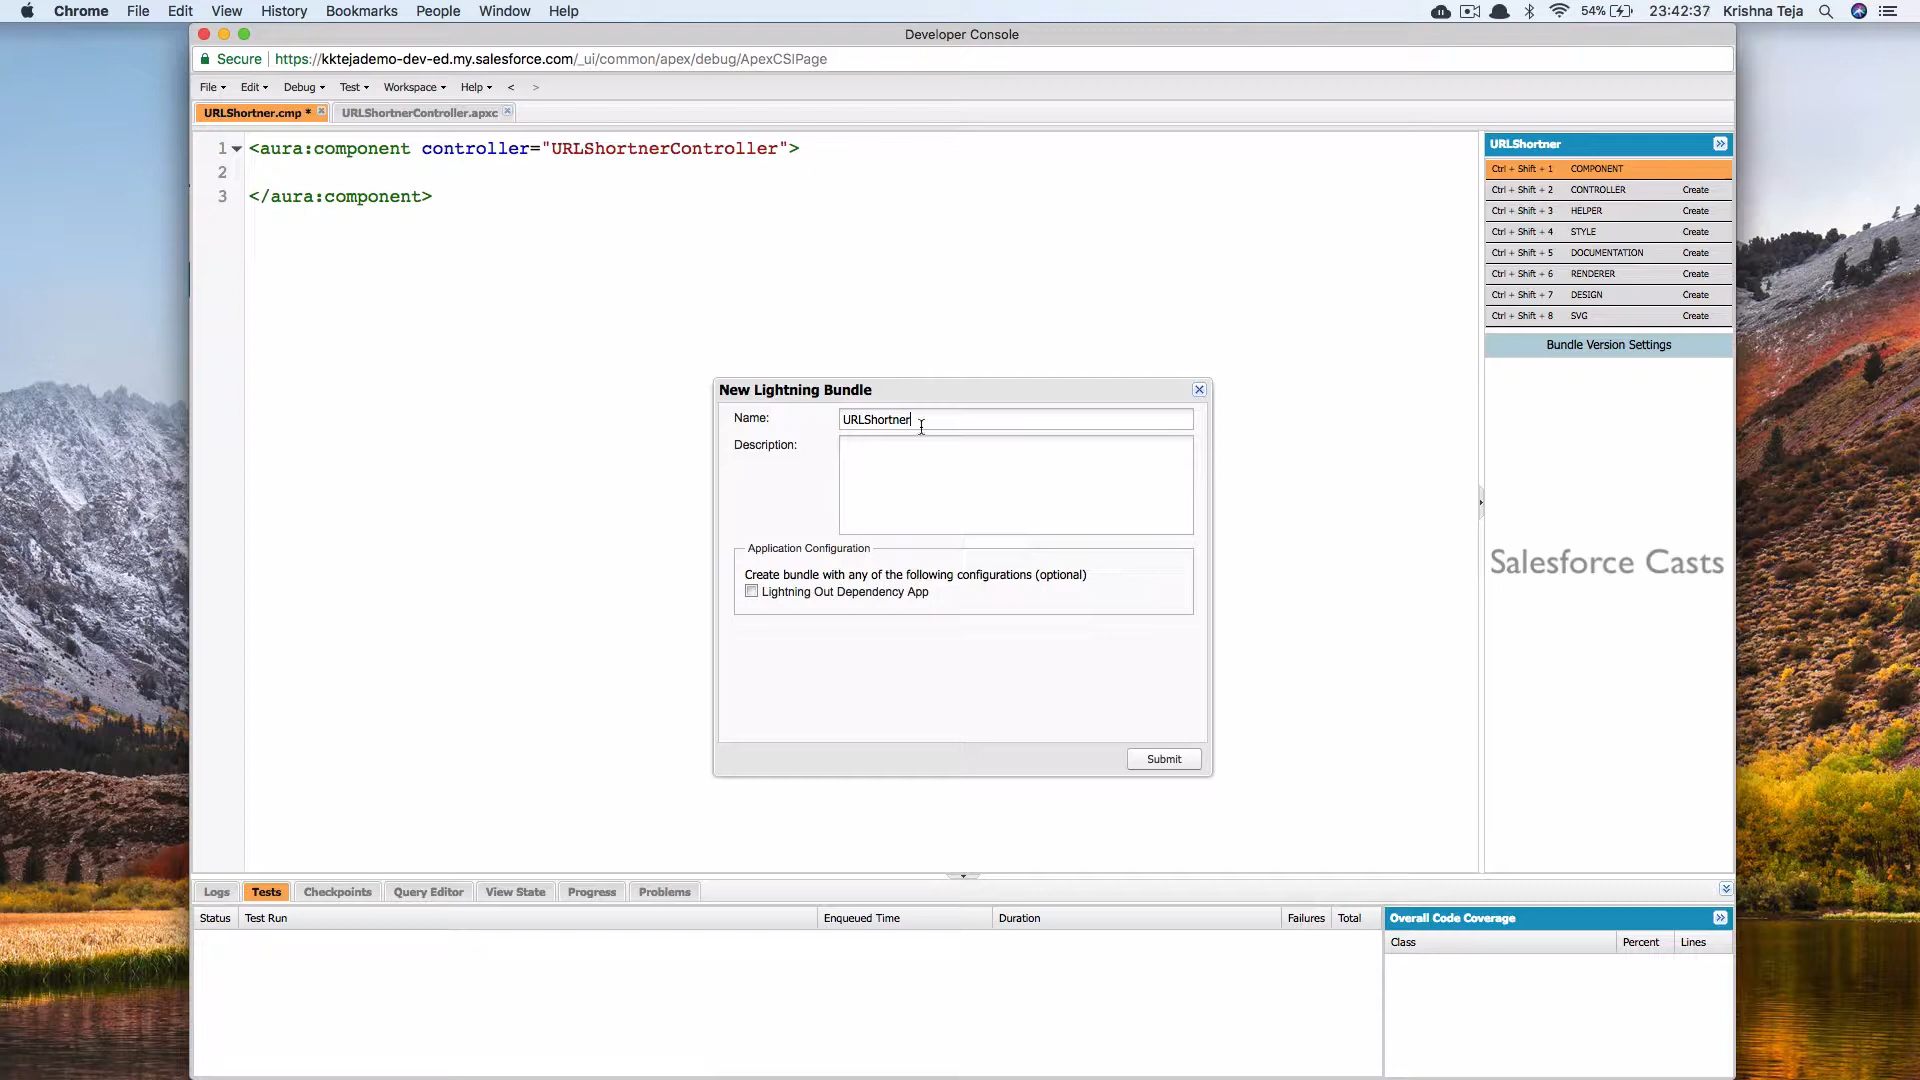 Chrome File Edit View History Bookmarks People Window Help 54% 23:42:37 Krishna Teja
Developer Console
Secure https://kktejademo-dev-ed.my.salesforce.com/_ui/common/apex/debug/ApexCSIPage
File Edit Debug Test Workspace Help < >
URLShortner.cmp * URLShortnerController.apxc
1 <aura:component controller="URLShortnerController">
2
3 </aura:component>
URLShortner
Ctrl + Shift + 1 COMPONENT
Ctrl + Shift + 2 CONTROLLER Create
Ctrl + Shift + 3 HELPER Create
Ctrl + Shift + 4 STYLE Create
Ctrl + Shift + 5 DOCUMENTATION Create
Ctrl + Shift + 6 RENDERER Create
Ctrl + Shift + 7 DESIGN Create
Ctrl + Shift + 8 SVG Create
Bundle Version Settings
New Lightning Bundle
Name: URLShortner
Description:
Application Configuration
Create bundle with any of the following configurations (optional)
Lightning Out Dependency App
Submit
Salesforce Casts
Logs Tests Checkpoints Query Editor View State Progress Problems
Status Test Run Enqueued Time Duration Failures Total
Overall Code Coverage
Class Percent Lines